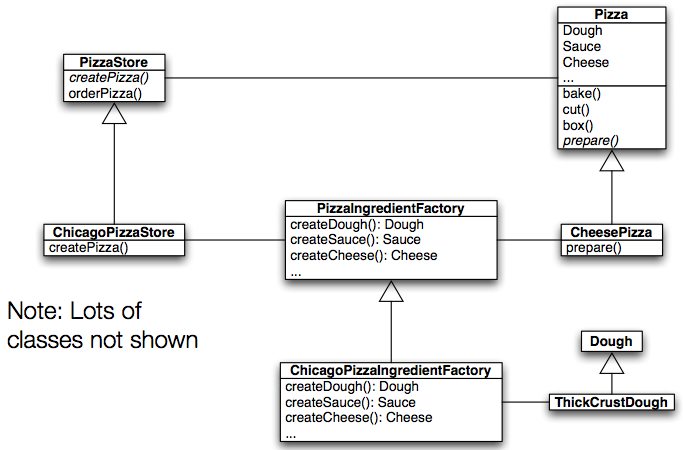 Pizza
Dough
Sauce
Cheese
...
bake()
cut()
box()
prepare()
PizzaStore
createPizza()
orderPizza()
ChicagoPizzaStore
createPizza()
PizzaIngredientFactory
createDough(): Dough
createSauce(): Sauce
createCheese(): Cheese
...
CheesePizza
prepare()
Note: Lots of
classes not shown
ChicagoPizzaIngredientFactory
createDough(): Dough
createSauce(): Sauce
createCheese(): Cheese
...
Dough
ThickCrustDough